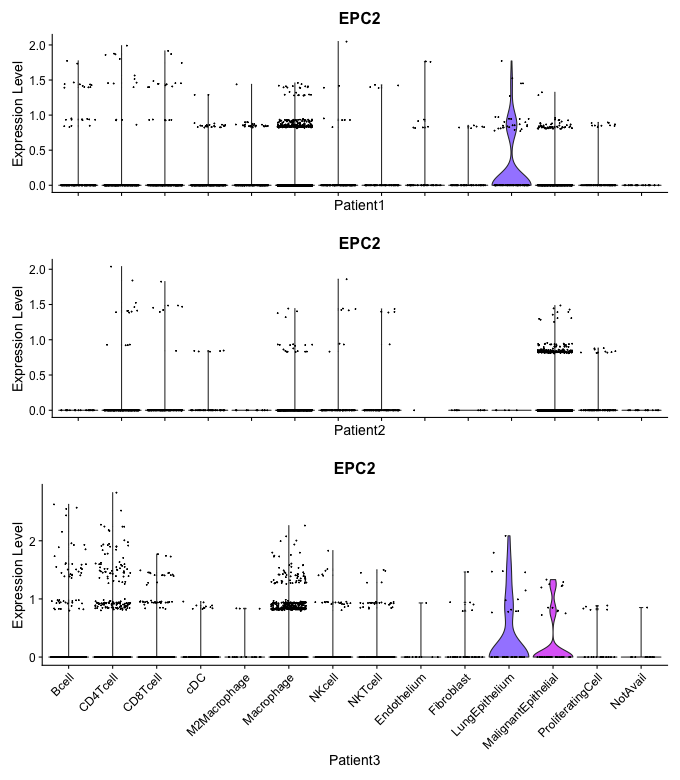 EPC2
Expression Level
2.0
1.5
1.0
0.5
0.0
Patient1
EPC2
Expression Level
2.0
1.5
1.0
0.5
0.0
Patient2
EPC2
Expression Level
2
1
0
Bcell
CD4Tcell
CD8Tcell
cDC
M2Macrophage
Macrophage
NKcell
NKTcell
Endothelium
Fibroblast
LungEpithelium
MalignantEpithelial
ProliferatingCell
NotAvail
Patient3